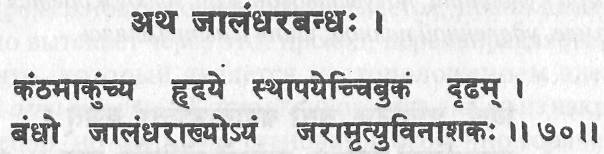 अथ जालंधरबन्धः ।
कंठमाकुच्य हृदयं स्थापयेच्चिबुकं दृढम् ।
बंधो जालंधराख्योऽयं जरामृत्युविनाशकः ॥ ७० ॥